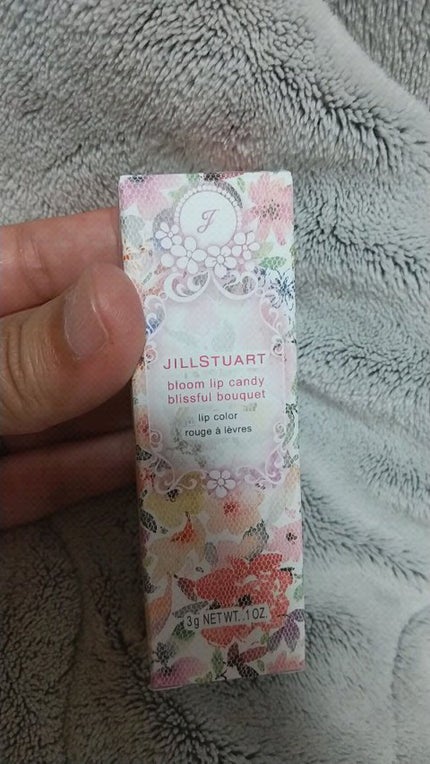 J
JILLSTUART
bloom lip candy
blissful bouquet
lip color
rouge à lèvres
3g NET WT. .1 OZ.